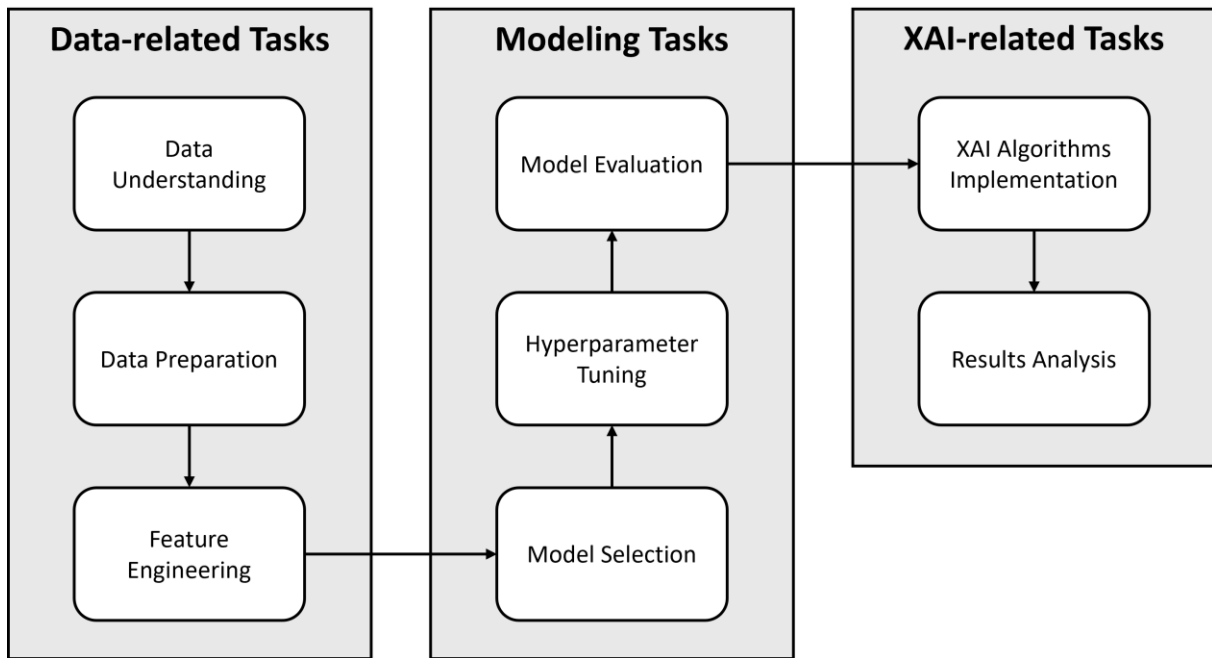 Data-related Tasks
Data
Understanding
Data Preparation
Feature
Engineering
Modeling Tasks
Model Evaluation
Hyperparameter
Tuning
Model Selection
XAI-related Tasks
XAI Algorithms
Implementation
Results Analysis